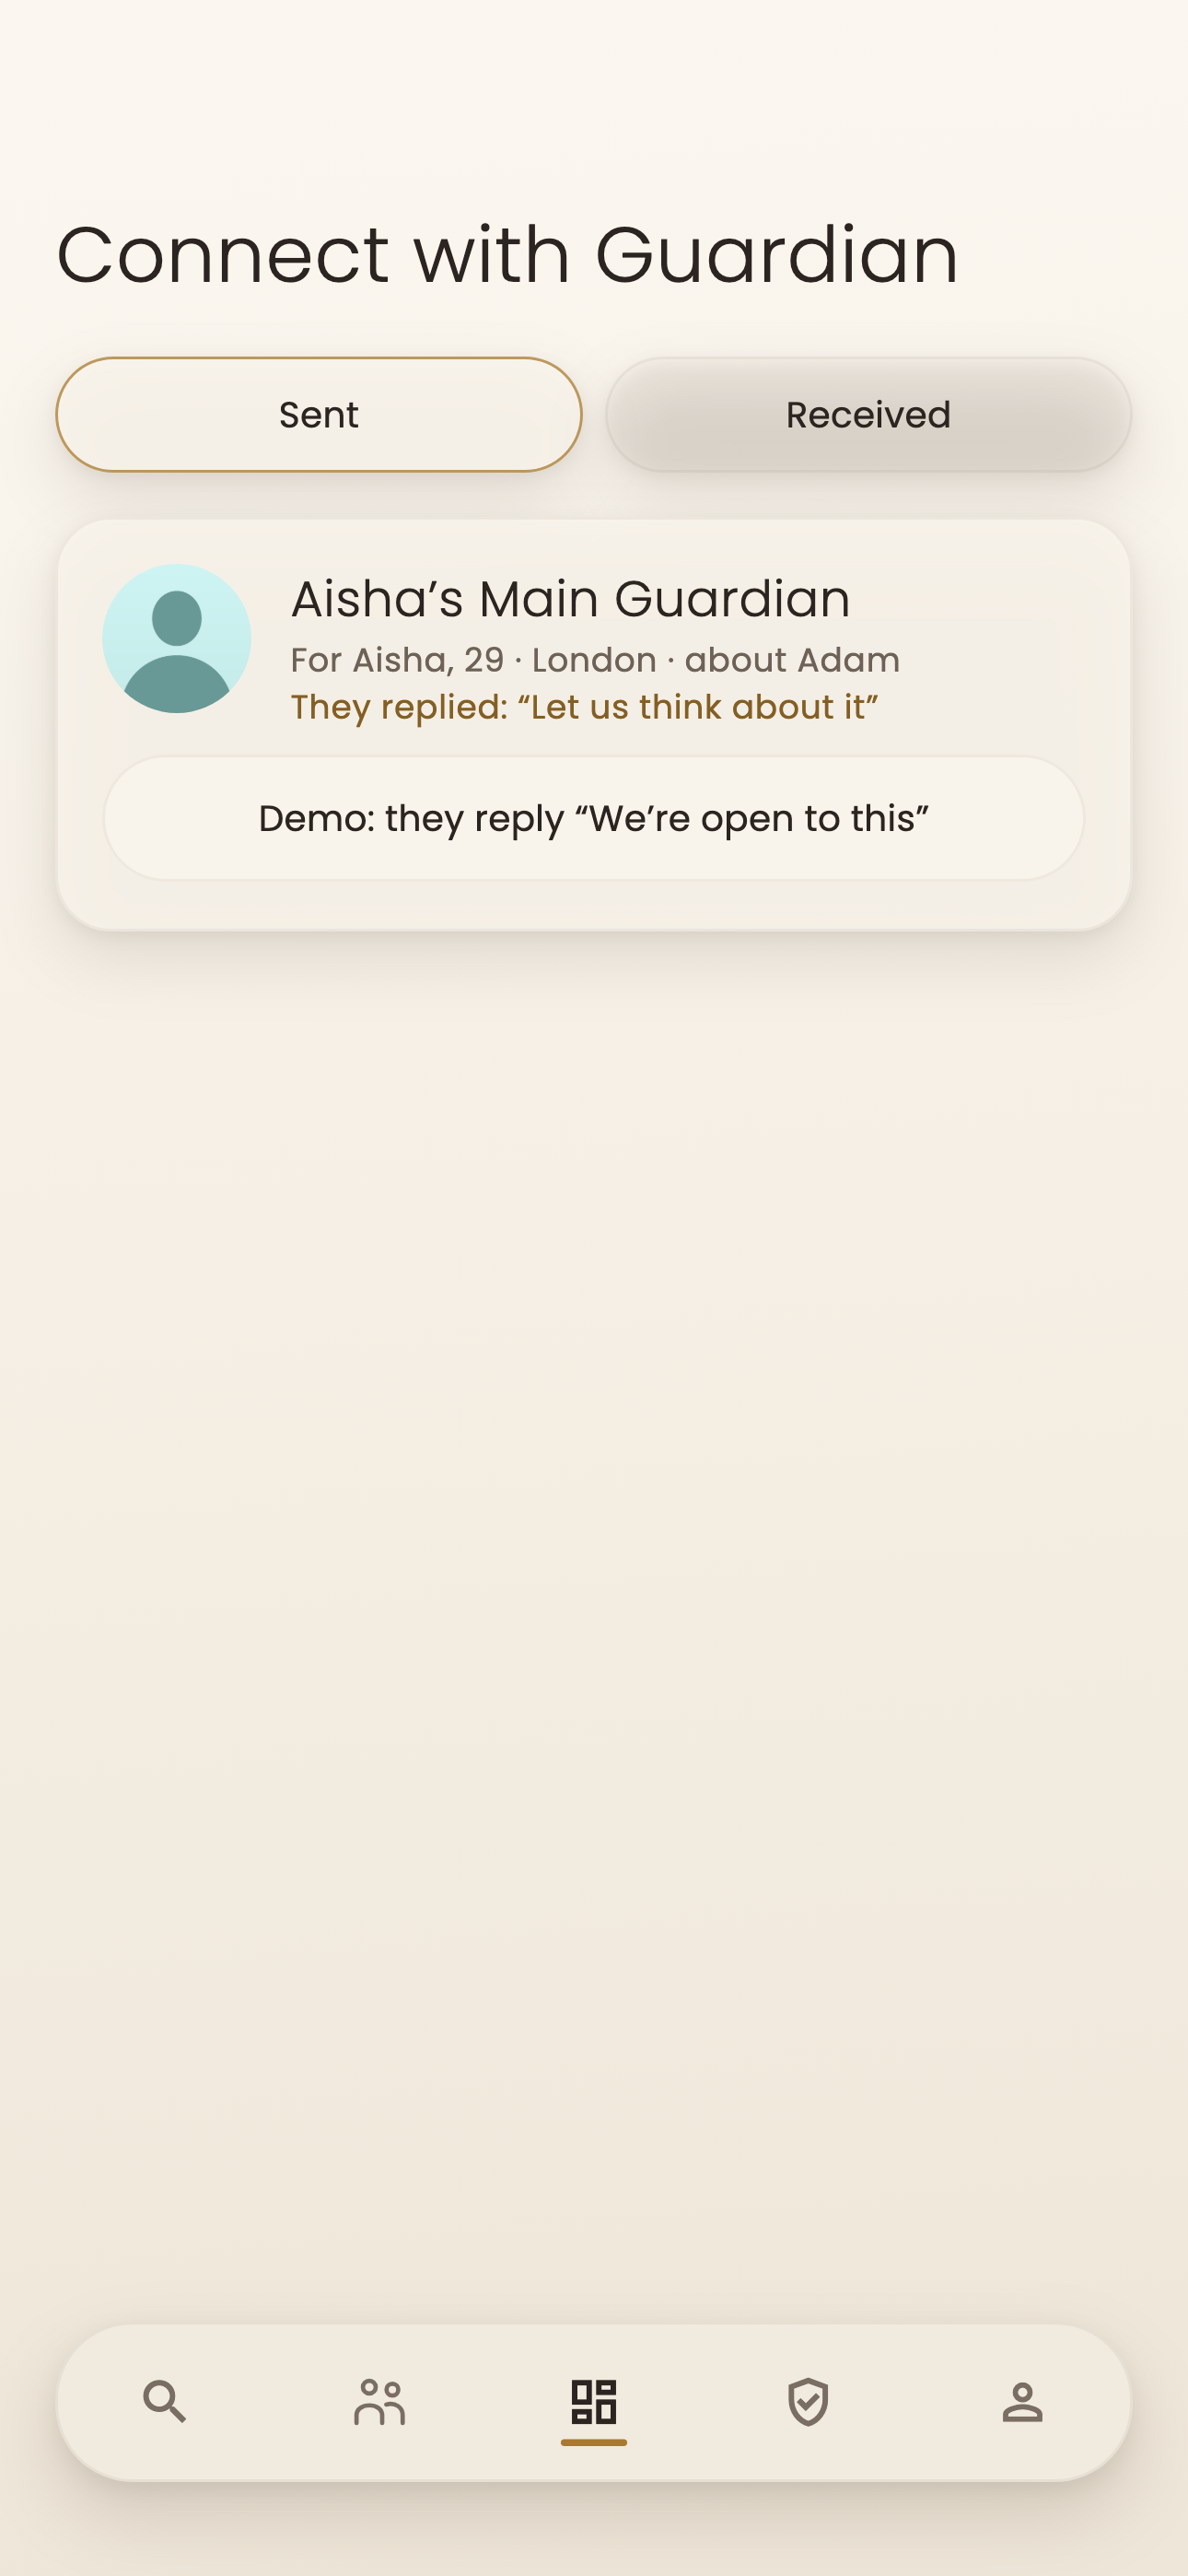 Connect with Guardian
Sent
Received
Aisha’s Main Guardian
For Aisha, 29 · London · about Adam
They replied: “Let us think about it”
Demo: they reply “We’re open to this”